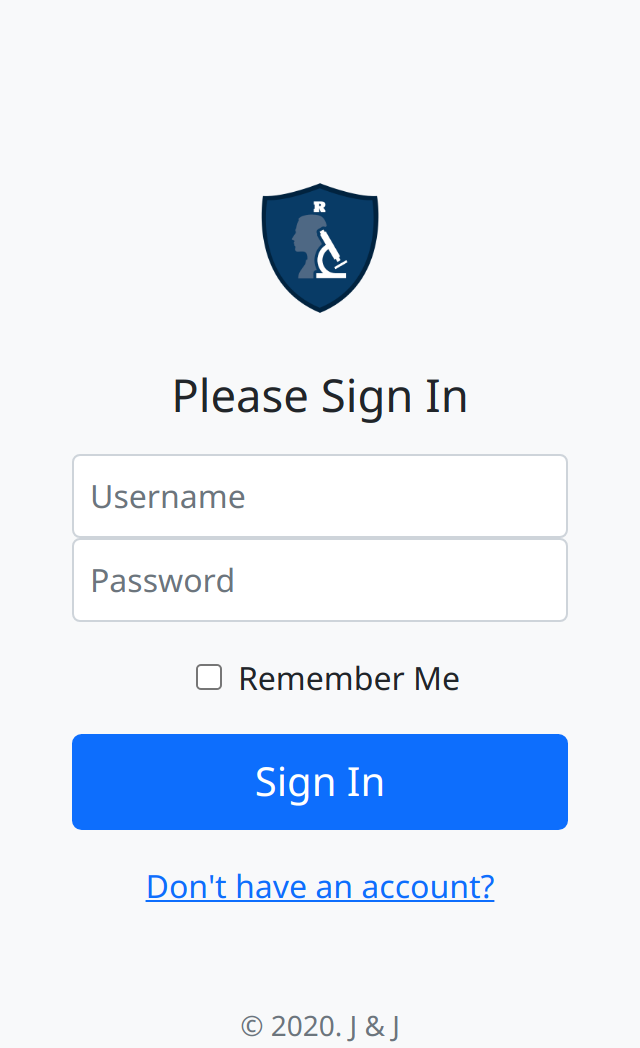 R
Please Sign In
Username
Password
Remember Me
Sign In
Don't have an account?
© 2020. J & J